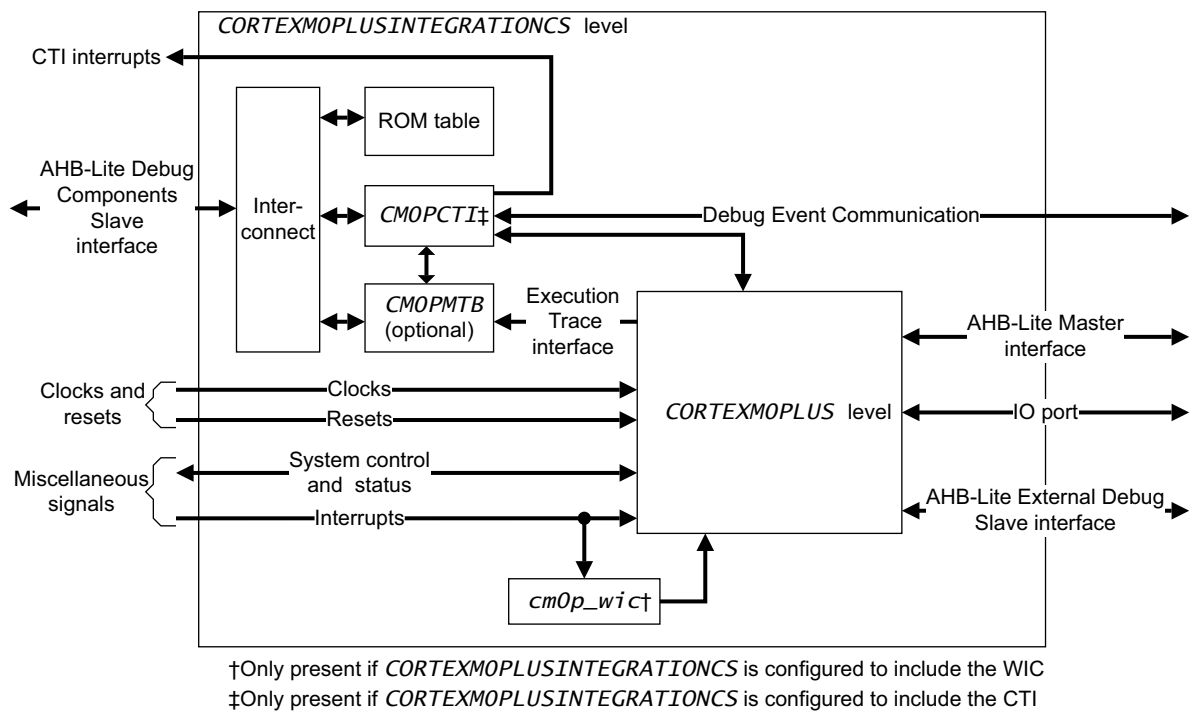 CORTEXM0PLUSINTEGRATIONCS level
CTI interrupts
ROM table
AHB-Lite Debug
Components
Slave
interface
Inter-
connect
CM0PCTI‡
Debug Event Communication
CM0PMTB
(optional)
Execution
Trace
interface
AHB-Lite Master
interface
Clocks and
resets
Clocks
Resets
CORTEXM0PLUS level
IO port
Miscellaneous
signals
System control
and status
Interrupts
AHB-Lite External Debug
Slave interface
cm0p_wic†
†Only present if CORTEXM0PLUSINTEGRATIONCS is configured to include the WIC
‡Only present if CORTEXM0PLUSINTEGRATIONCS is configured to include the CTI